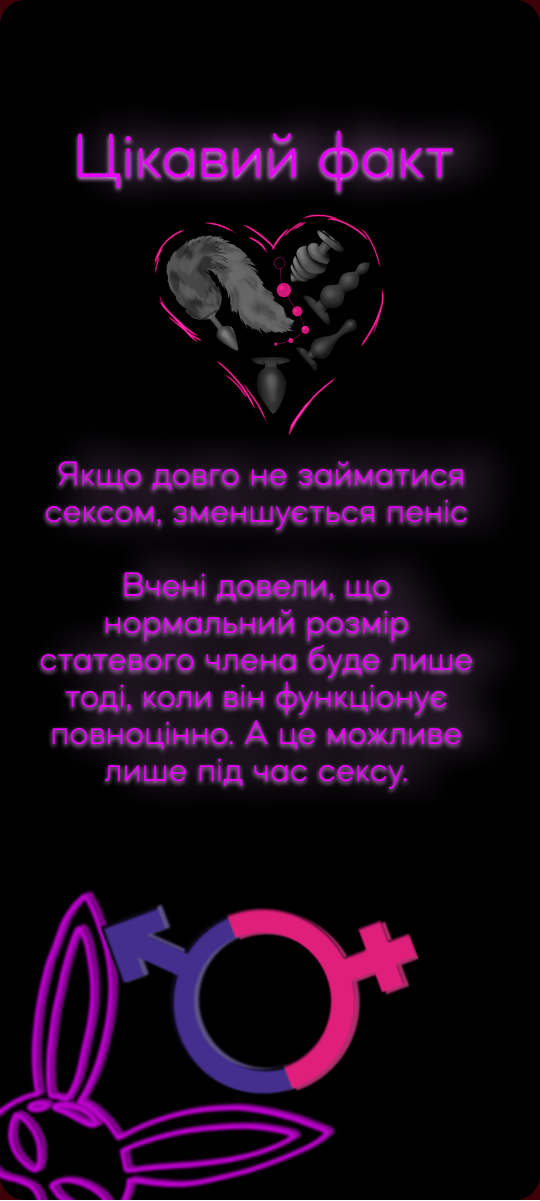 Цікавий факт
Якщо довго не займатися
сексом, зменшується пеніс
Вчені довели, що
нормальний розмір
статевого члена буде лише
тоді, коли він функціонує
повноцінно. А це можливе
лише під час сексу.